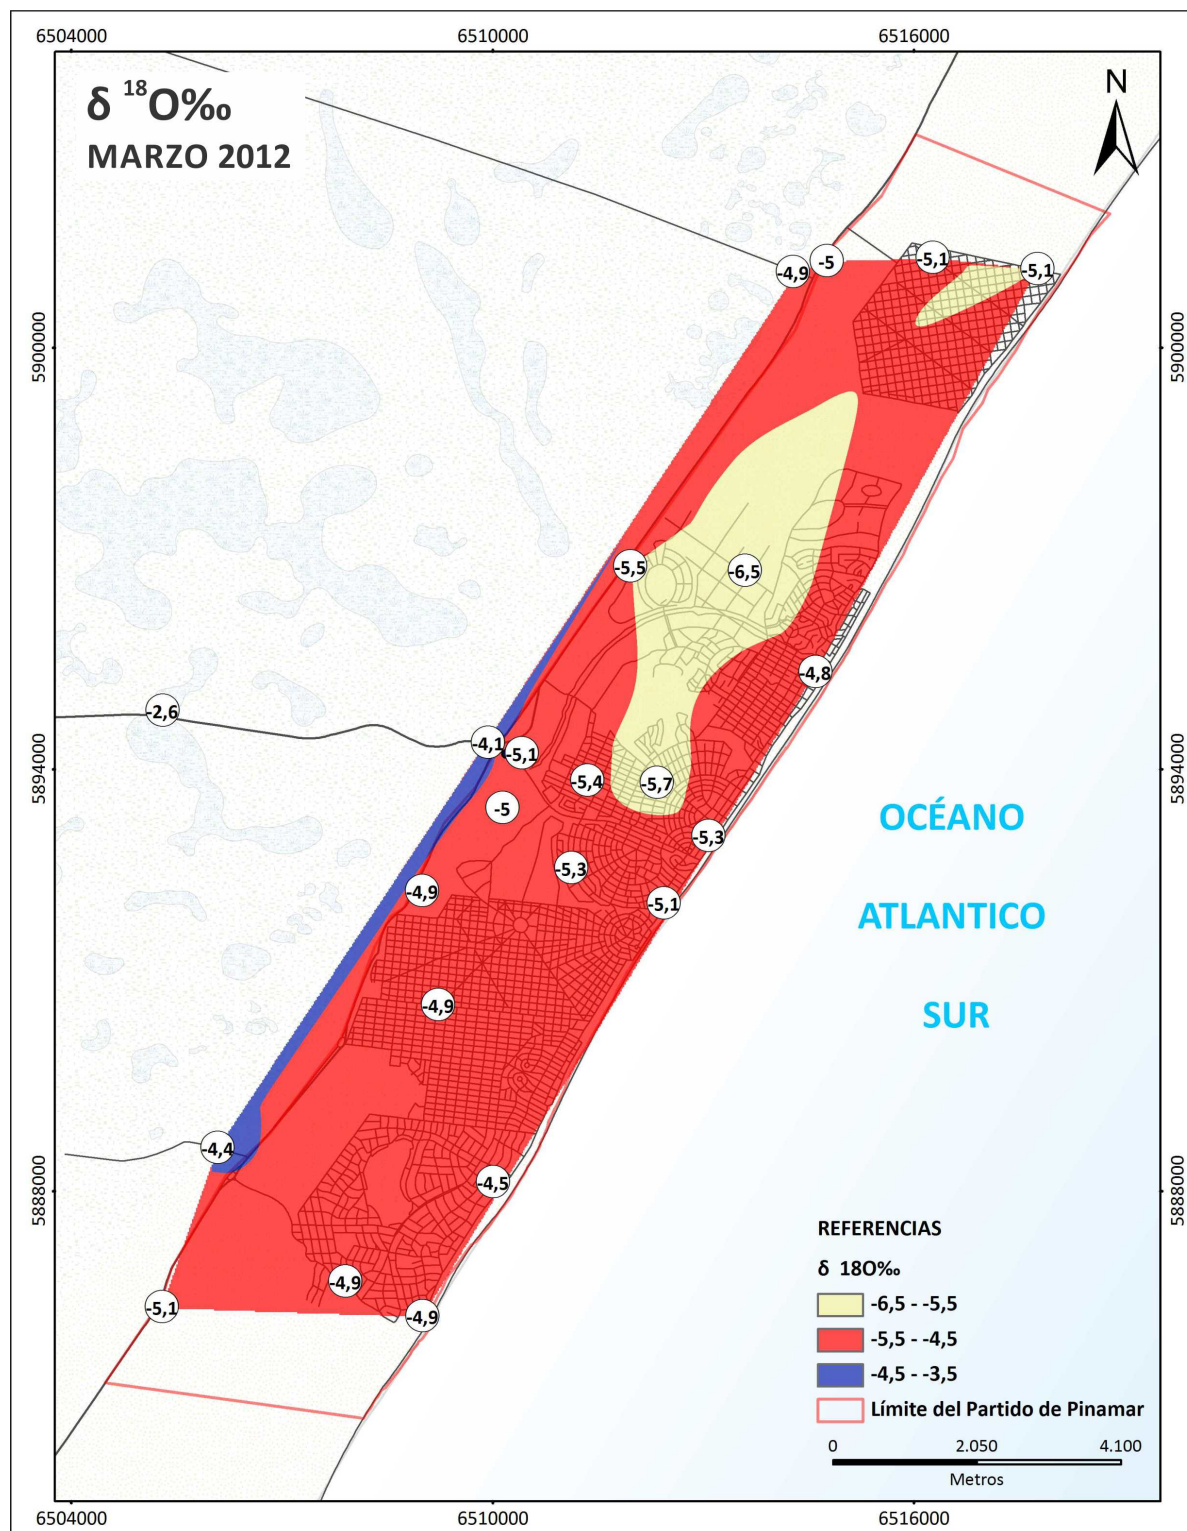 6504000
6510000
6516000
δ ¹⁸O‰
MARZO 2012
N
-5,1
-5
-5,1
-4,9
5900000
5900000
-5,5
-6,5
-4,8
-2,6
-4,1
-5,1
5894000
5894000
-5,4
-5,7
-5
OCÉANO
-5,3
-5,3
-4,9
-5,1
ATLANTICO
-4,9
SUR
-4,4
-4,5
5888000
5888000
REFERENCIAS
δ 18O‰
-4,9
-5,1
-6,5 - -5,5
-4,9
-5,5 - -4,5
-4,5 - -3,5
Límite del Partido de Pinamar
0 2.050 4.100
Metros
6504000
6510000
6516000